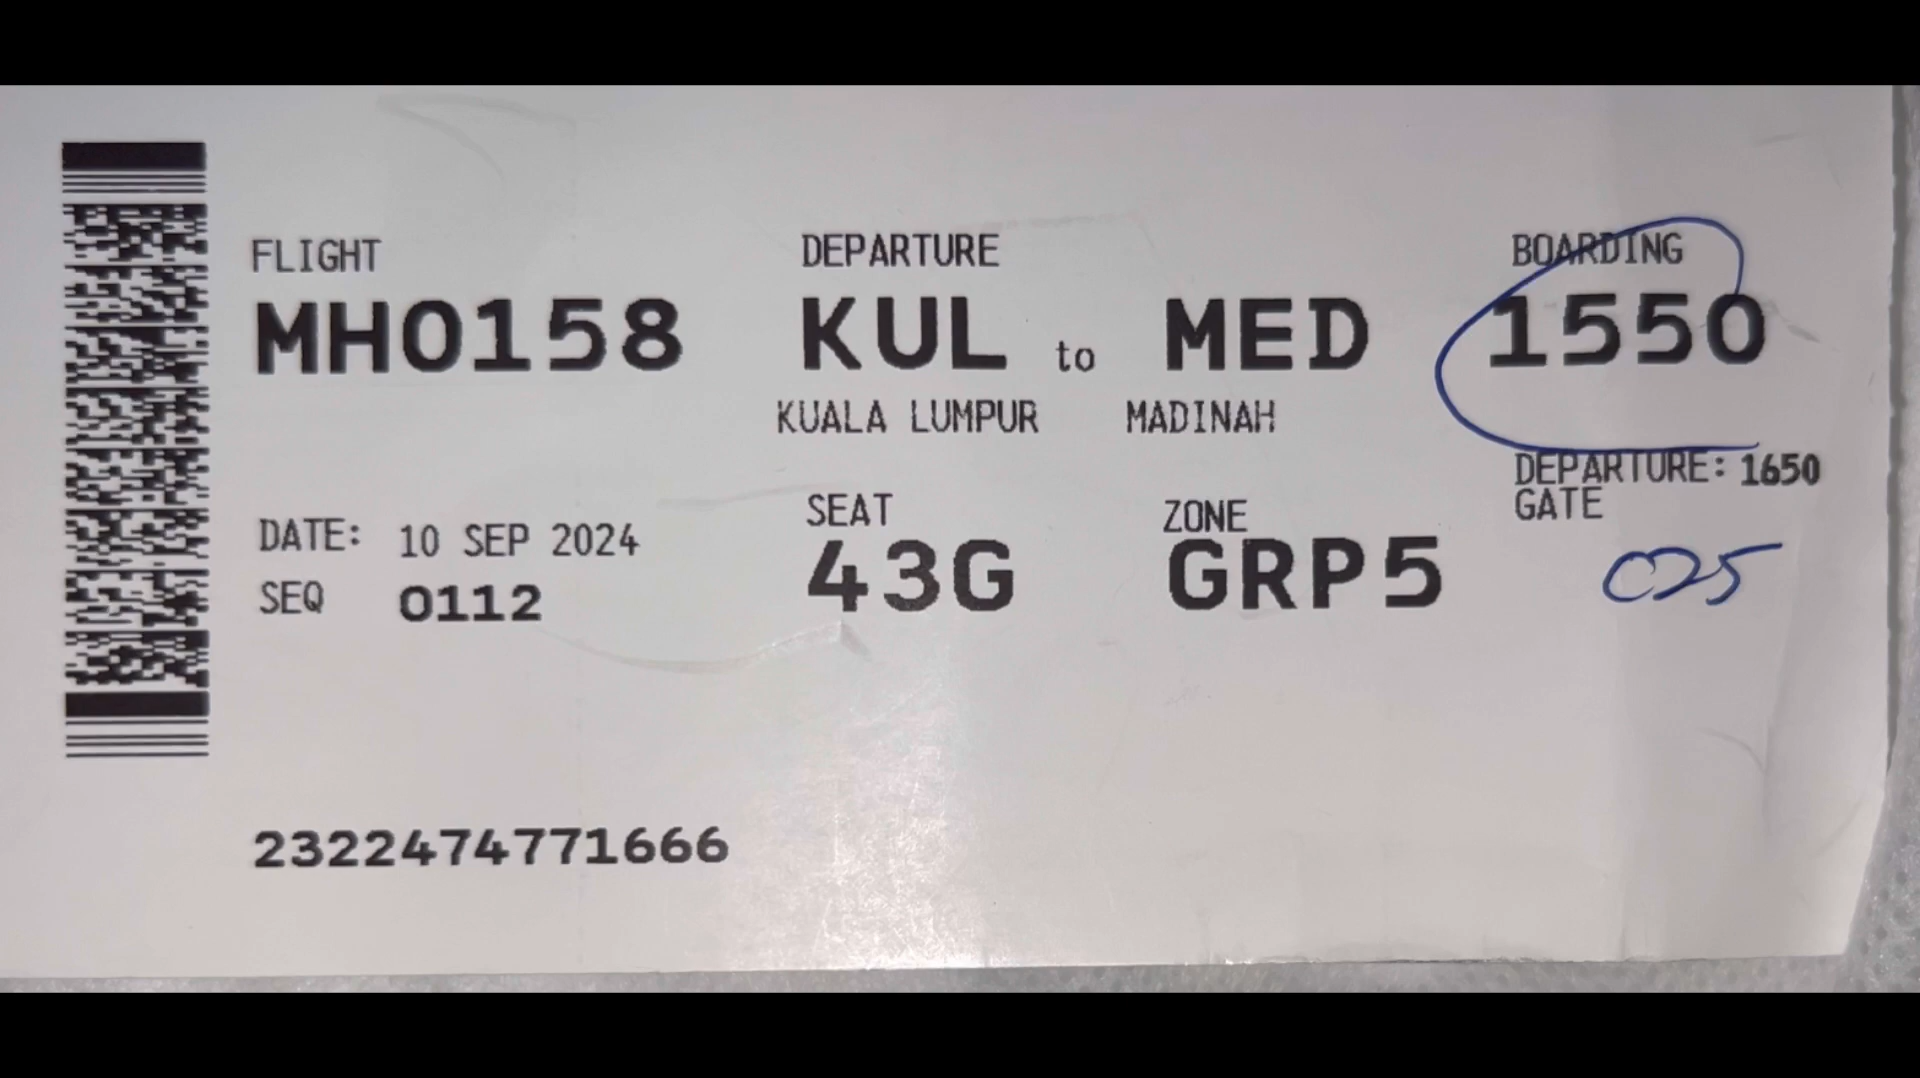 FLIGHT DEPARTURE BOARDING
MH0158 KUL to MED 1550
KUALA LUMPUR MADINAH
DEPARTURE: 1650
SEAT ZONE GATE
DATE: 10 SEP 2024 43G GRP5 025
SEQ 0112
2322474771666